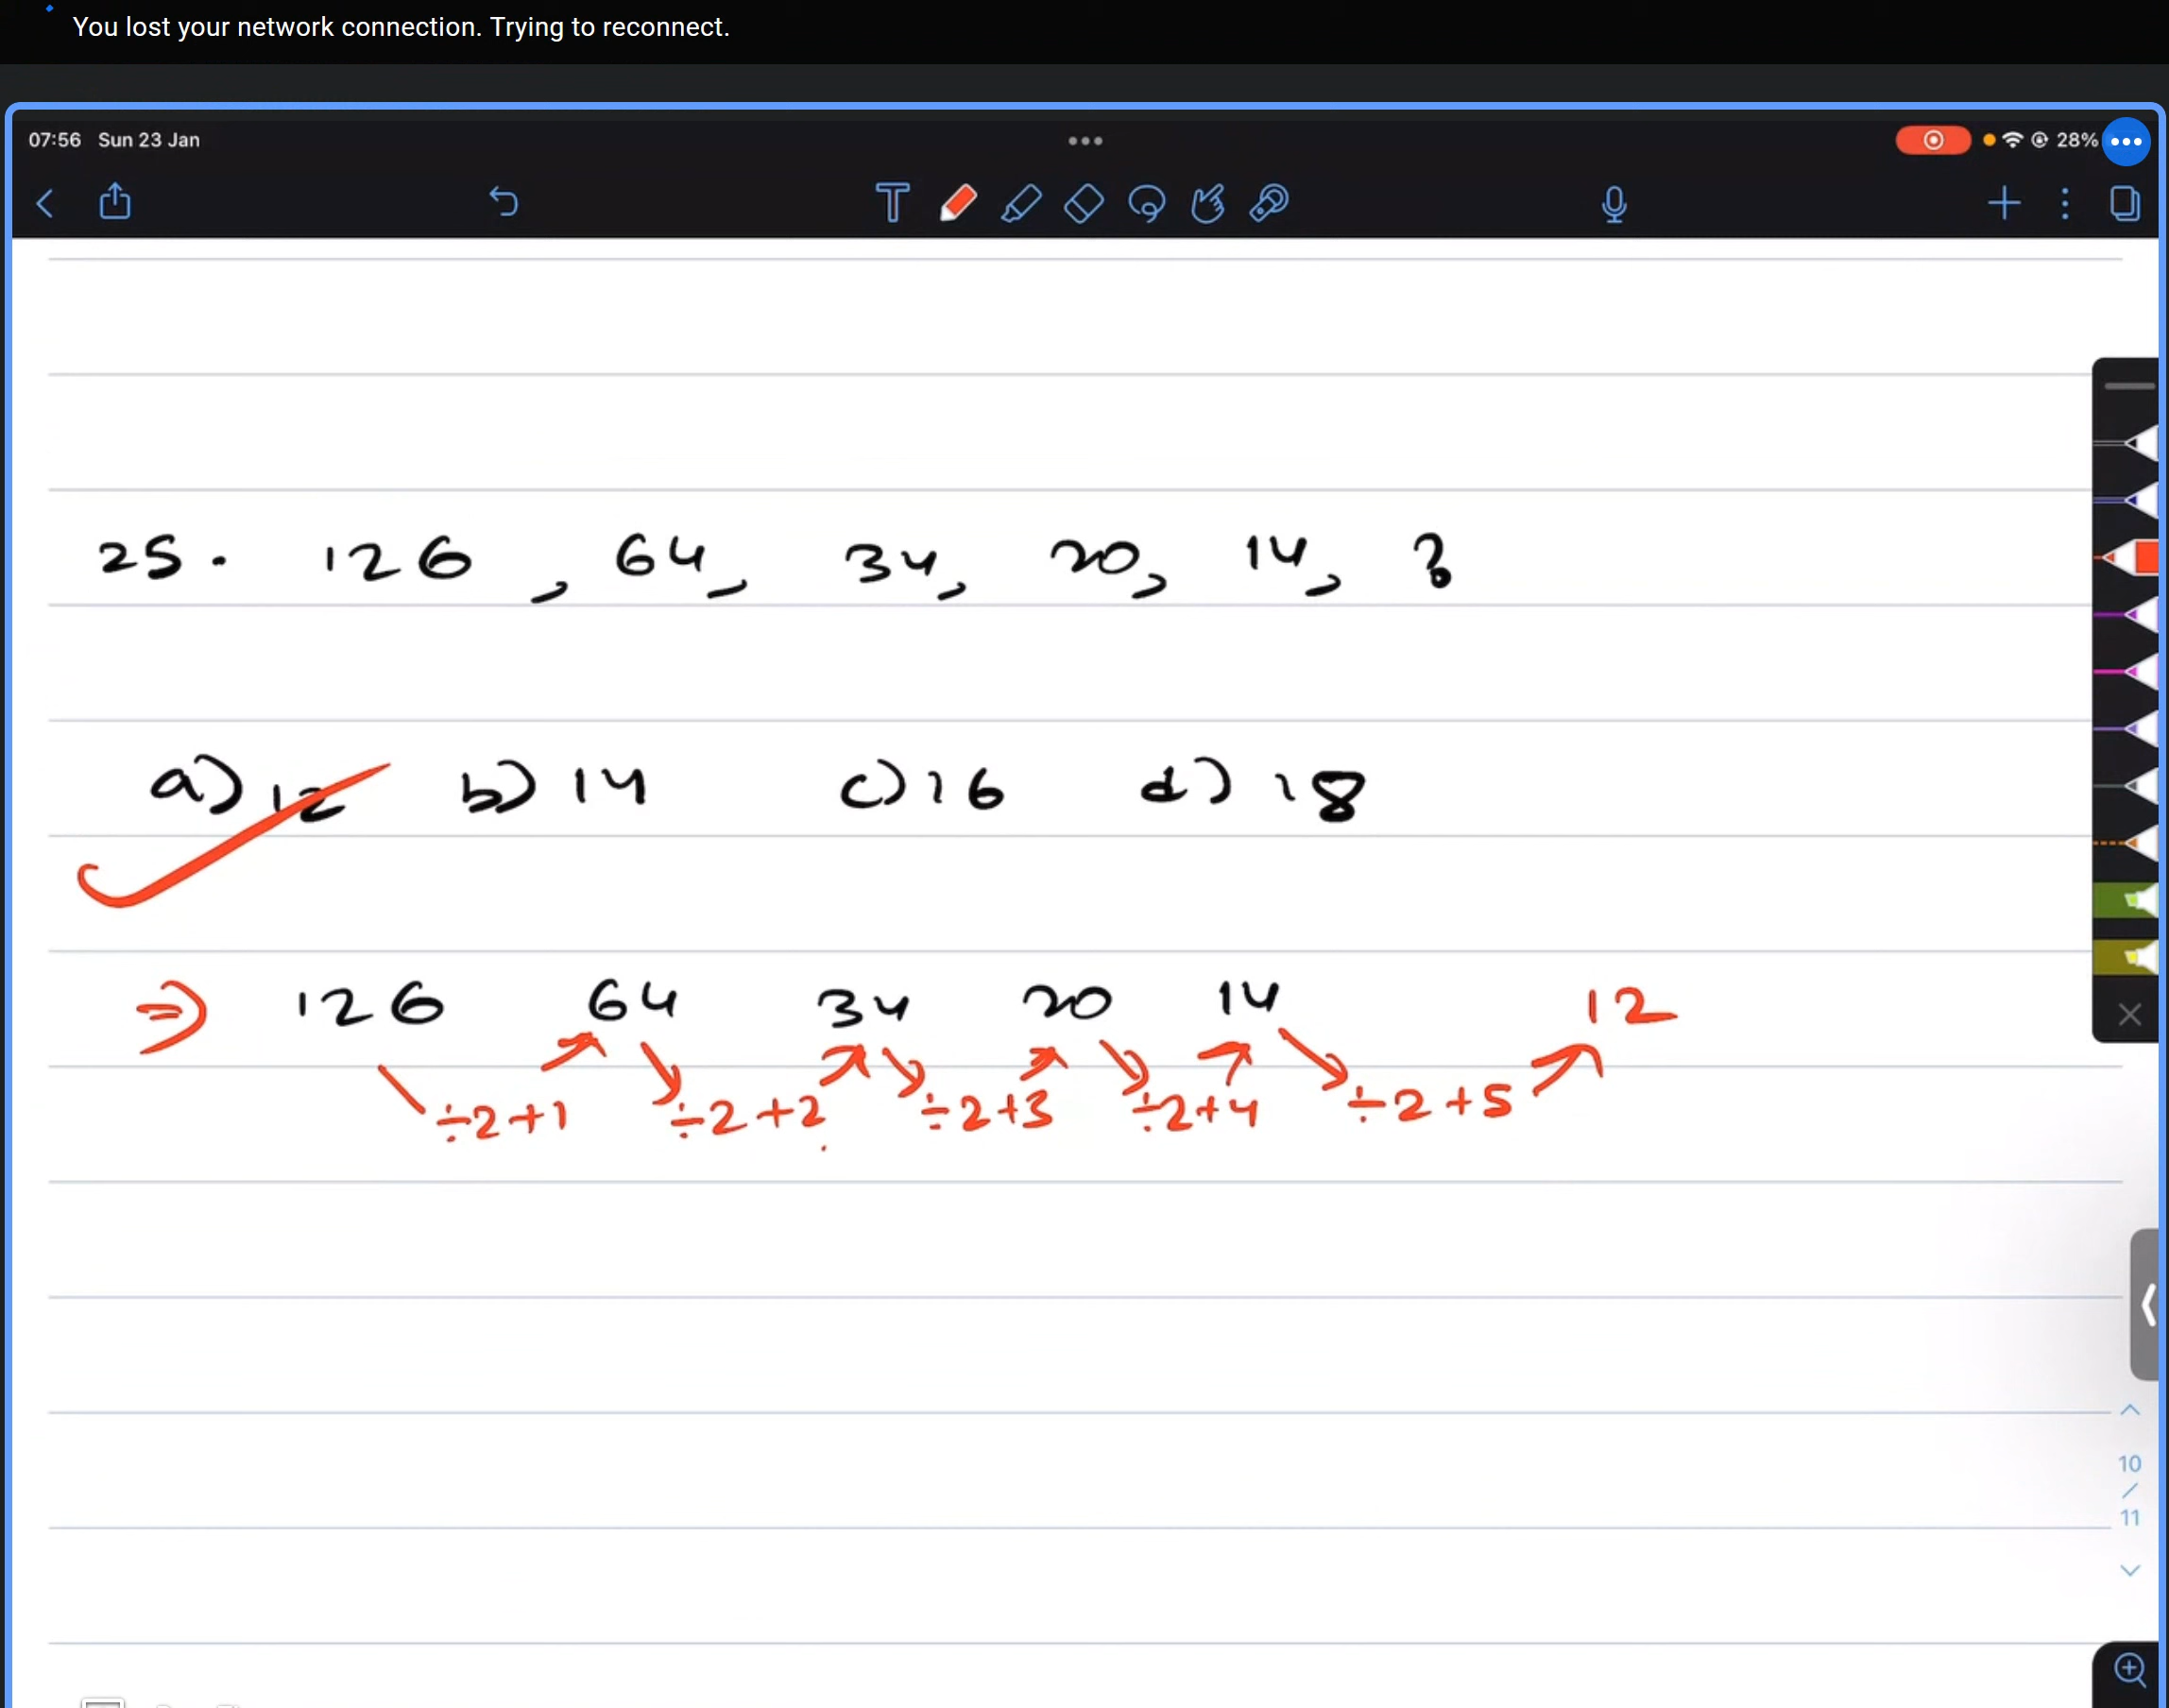 You lost your network connection. Trying to reconnect.
07:56 Sun 23 Jan
28%
25. 126, 64, 34, 20, 14, ?
a) 12 b) 14 c) 16 d) 18
⇒ 126 64 34 20 14 12
÷2+1 ÷2+2 ÷2+3 ÷2+4 ÷2+5
10
/
11